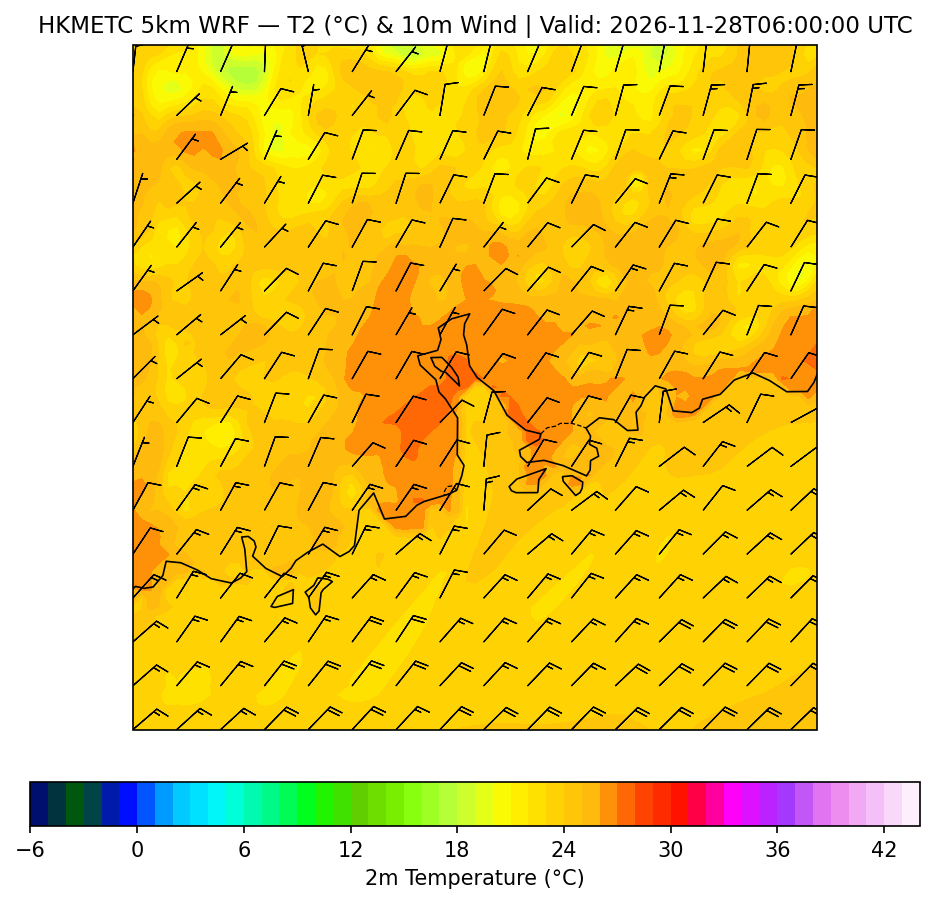 HKMETC 5km WRF — T2 (°C) & 10m Wind | Valid: 2026-11-28T06:00:00 UTC
−6 0 6 12 18 24 30 36 42
2m Temperature (°C)